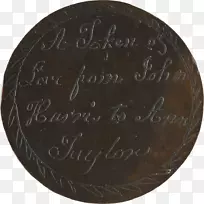 A Token of
Love from John
Harris to Ann
Taylor